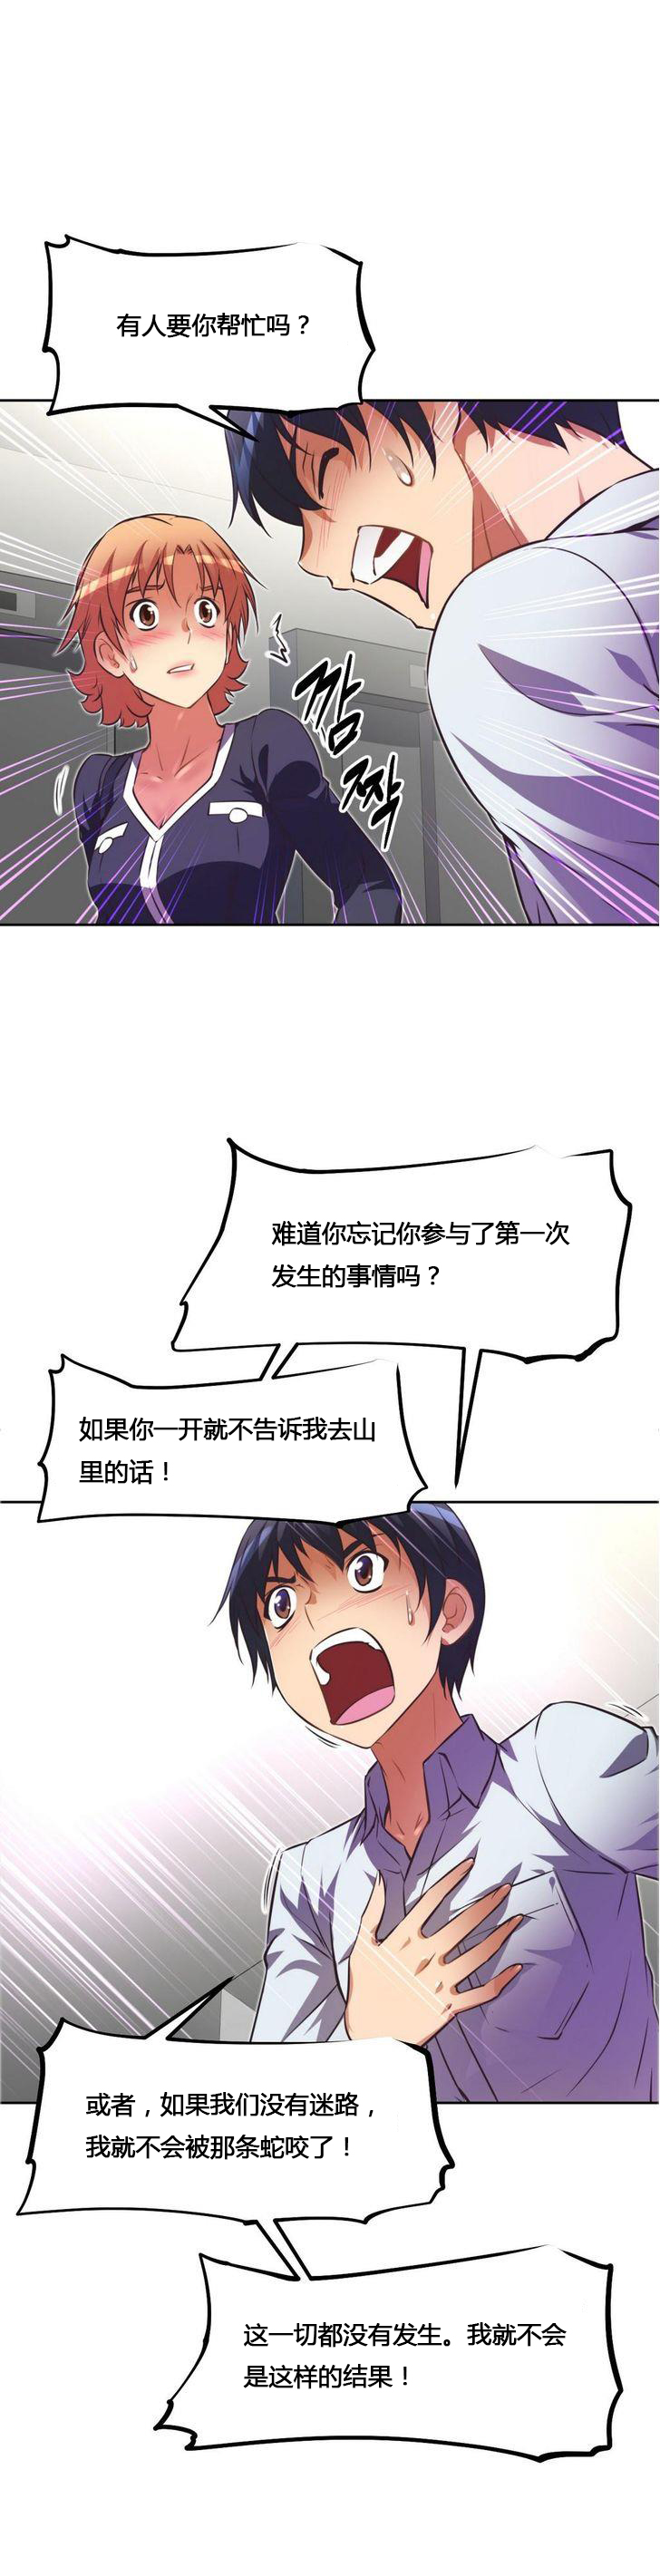 有人要你帮忙吗？
깜
짝
难道你忘记你参与了第一次
发生的事情吗？
如果你一开就不告诉我去山
里的话！
或者，如果我们没有迷路，
我就不会被那条蛇咬了！
这一切都没有发生。我就不会
是这样的结果！